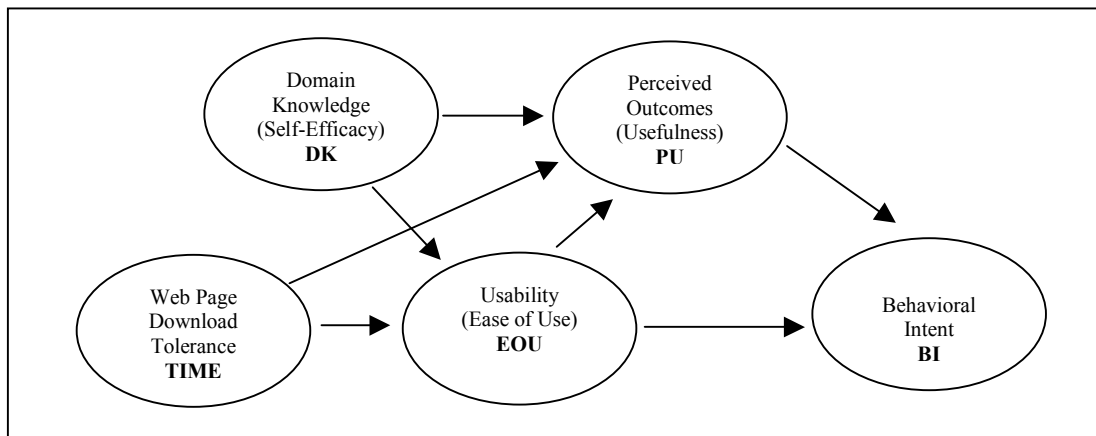 Domain
Knowledge
(Self-Efficacy)
DK
Perceived
Outcomes
(Usefulness)
PU
Web Page
Download
Tolerance
TIME
Usability
(Ease of Use)
EOU
Behavioral
Intent
BI